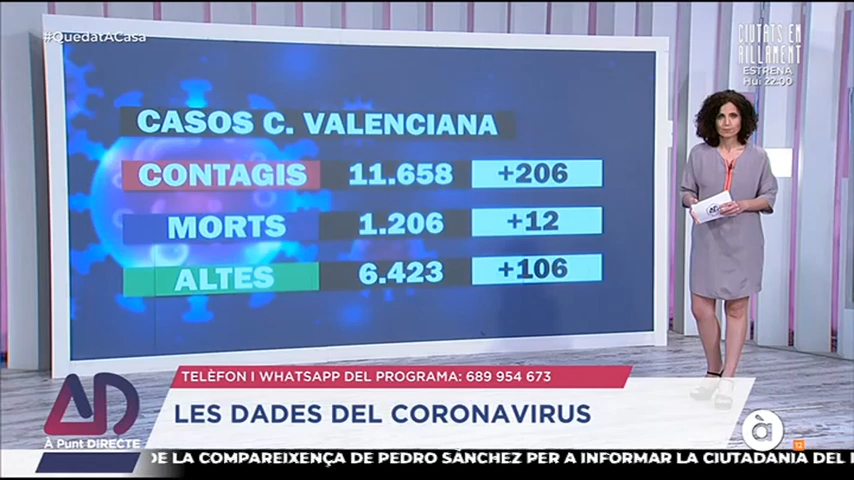 #QuedatACasa
CIUTATS EN
AÏLLAMENT
ESTRENA
Hui 22:00
CASOS C. VALENCIANA
CONTAGIS 11.658 +206
MORTS 1.206 +12
ALTES 6.423 +106
TELÈFON I WHATSAPP DEL PROGRAMA: 689 954 673
LES DADES DEL CORONAVIRUS
AD
À Punt DIRECTE
à
12
DE LA COMPAREIXENÇA DE PEDRO SÁNCHEZ PER A INFORMAR LA CIUTADANIA DEL